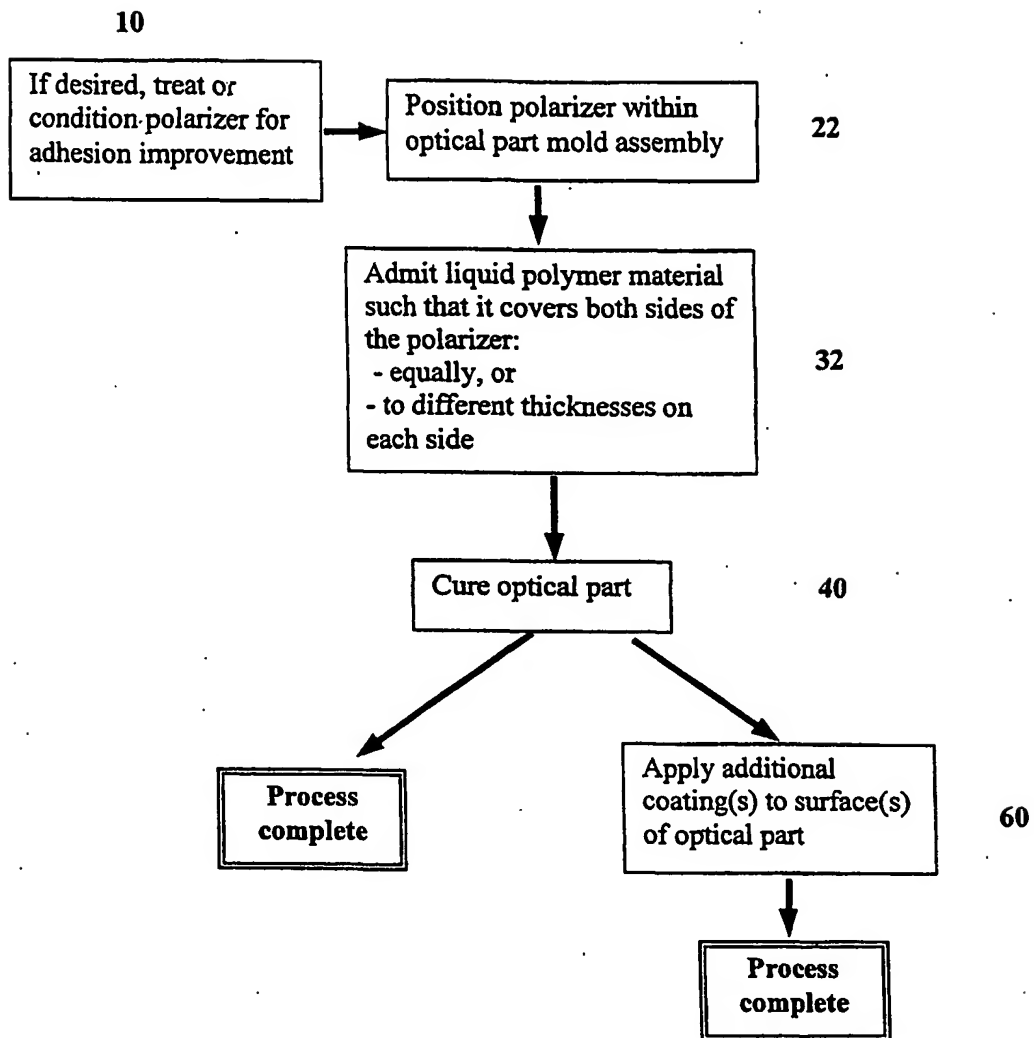 10
If desired, treat or
condition polarizer for
adhesion improvement
Position polarizer within
optical part mold assembly
22
Admit liquid polymer material
such that it covers both sides of
the polarizer:
- equally, or
- to different thicknesses on
each side
32
Cure optical part
40
Process
complete
Apply additional
coating(s) to surface(s)
of optical part
60
Process
complete